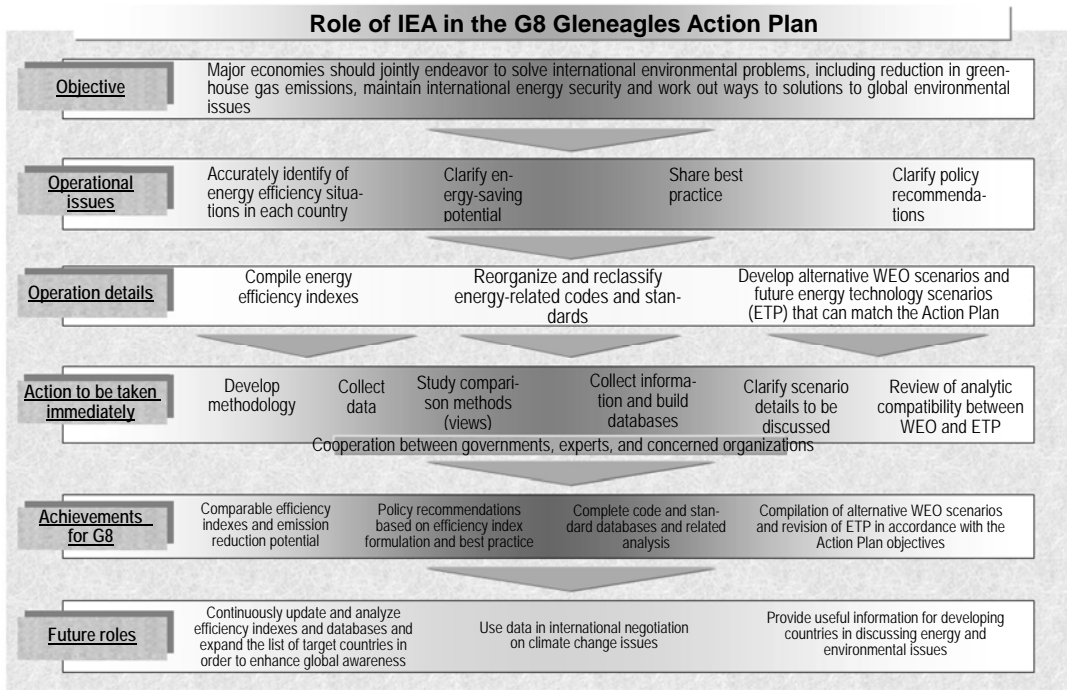 Role of IEA in the G8 Gleneagles Action Plan
Objective
Major economies should jointly endeavor to solve international environmental problems, including reduction in green-
house gas emissions, maintain international energy security and work out ways to solutions to global environmental
issues
Operational
issues
Accurately identify of
energy efficiency situa-
tions in each country
Clarify en-
ergy-saving
potential
Share best
practice
Clarify policy
recommenda-
tions
Operation details
Compile energy
efficiency indexes
Reorganize and reclassify
energy-related codes and stan-
dards
Develop alternative WEO scenarios and
future energy technology scenarios
(ETP) that can match the Action Plan
Action to be taken
immediately
Develop
methodology
Collect
data
Study compari-
son methods
(views)
Collect informa-
tion and build
databases
Clarify scenario
details to be
discussed
Review of analytic
compatibility between
WEO and ETP
Cooperation between governments, experts, and concerned organizations
Achievements
for G8
Comparable efficiency
indexes and emission
reduction potential
Policy recommendations
based on efficiency index
formulation and best practice
Complete code and stan-
dard databases and related
analysis
Compilation of alternative WEO scenarios
and revision of ETP in accordance with the
Action Plan objectives
Future roles
Continuously update and analyze
efficiency indexes and databases and
expand the list of target countries in
order to enhance global awareness
Use data in international negotiation
on climate change issues
Provide useful information for developing
countries in discussing energy and
environmental issues